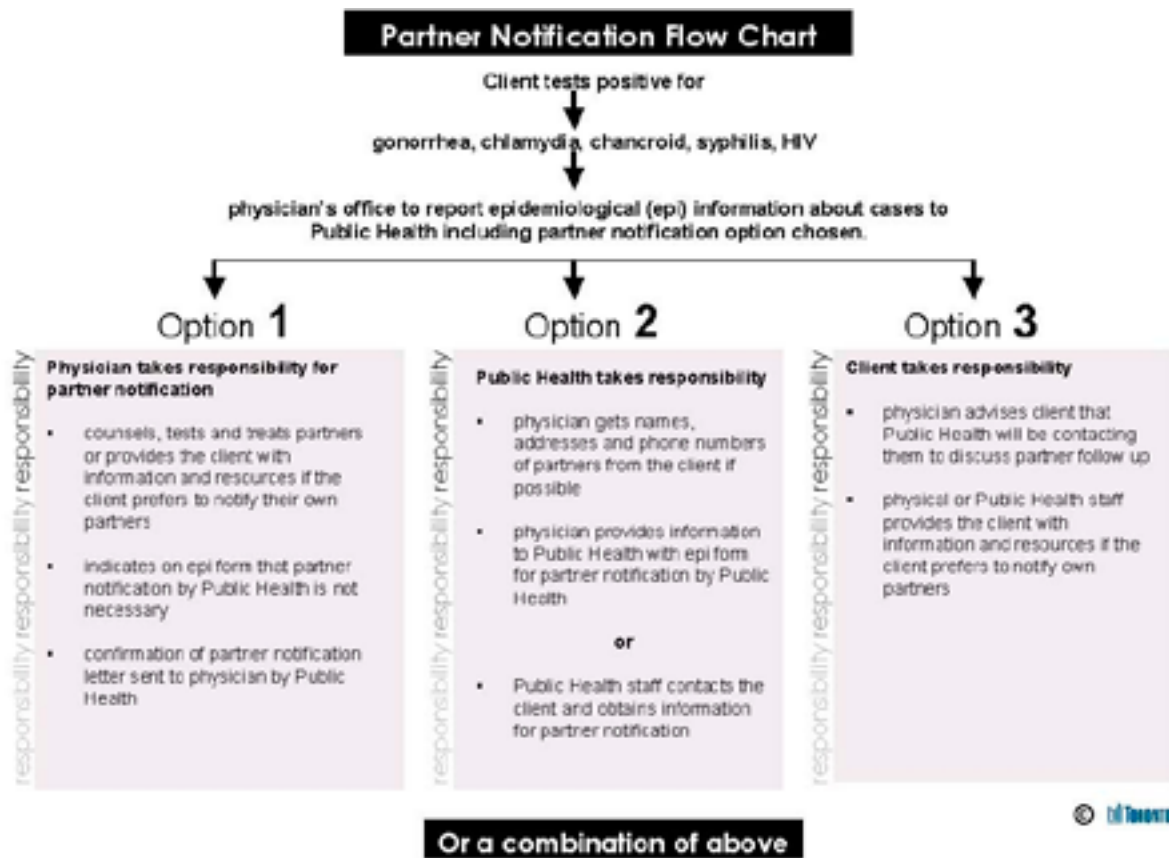 Partner Notification Flow Chart
Client tests positive for
gonorrhea, chlamydia, chancroid, syphilis, HIV
physician's office to report epidemiological (epi) information about cases to
Public Health including partner notification option chosen.
Option 1
responsibility responsibility responsibility
Physician takes responsibility for
partner notification
▪ counsels, tests and treats partners
or provides the client with
information and resources if the
client prefers to notify their own
partners
▪ indicates on epi form that partner
notification by Public Health is not
necessary
▪ confirmation of partner notification
letter sent to physician by Public
Health
Option 2
responsibility responsibility responsibility
Public Health takes responsibility
▪ physician gets names,
addresses and phone numbers
of partners from the client if
possible
▪ physician provides information
to Public Health with epi form
for partner notification by Public
Health
or
▪ Public Health staff contacts the
client and obtains information
for partner notification
Option 3
responsibility responsibility responsibility
Client takes responsibility
▪ physician advises client that
Public Health will be contacting
them to discuss partner follow up
▪ physical or Public Health staff
provides the client with
information and resources if the
client prefers to notify own
partners
© Toronto
Or a combination of above